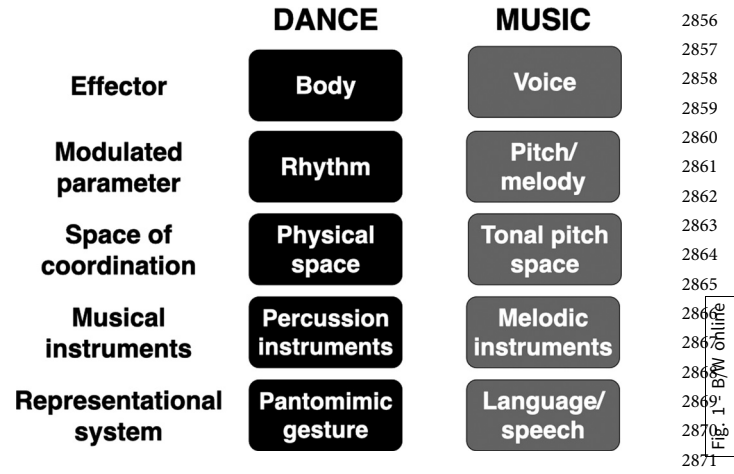 DANCE MUSIC
Effector Body Voice
Modulated parameter Rhythm Pitch/ melody
Space of coordination Physical space Tonal pitch space
Musical instruments Percussion instruments Melodic instruments
Representational system Pantomimic gesture Language/ speech
2856
2857
2858
2859
2860
2861
2862
2863
2864
2865
2866
2867
2868
2869
2870
2871
Fig. 1 - B/W online